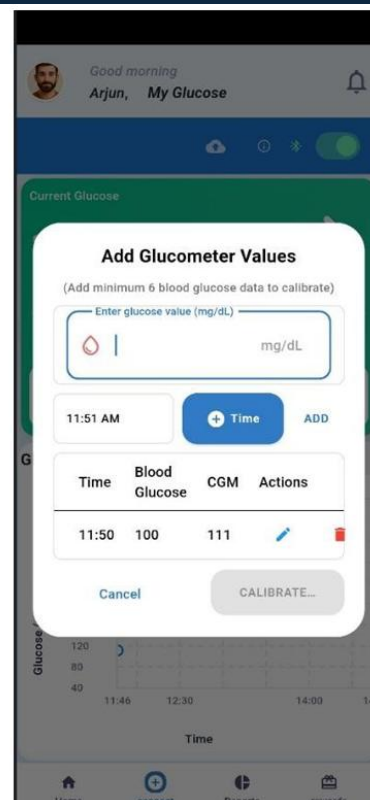 Good morning
Arjun, My Glucose
Current Glucose
Add Glucometer Values
(Add minimum 6 blood glucose data to calibrate)
Enter glucose value (mg/dL)
mg/dL
11:51 AM
Time
ADD
G
Time Blood Glucose CGM Actions
11:50 100 111
Cancel
CALIBRATE...
Glucose
120
80
40
11:46 12:30 14:00
Time
Home